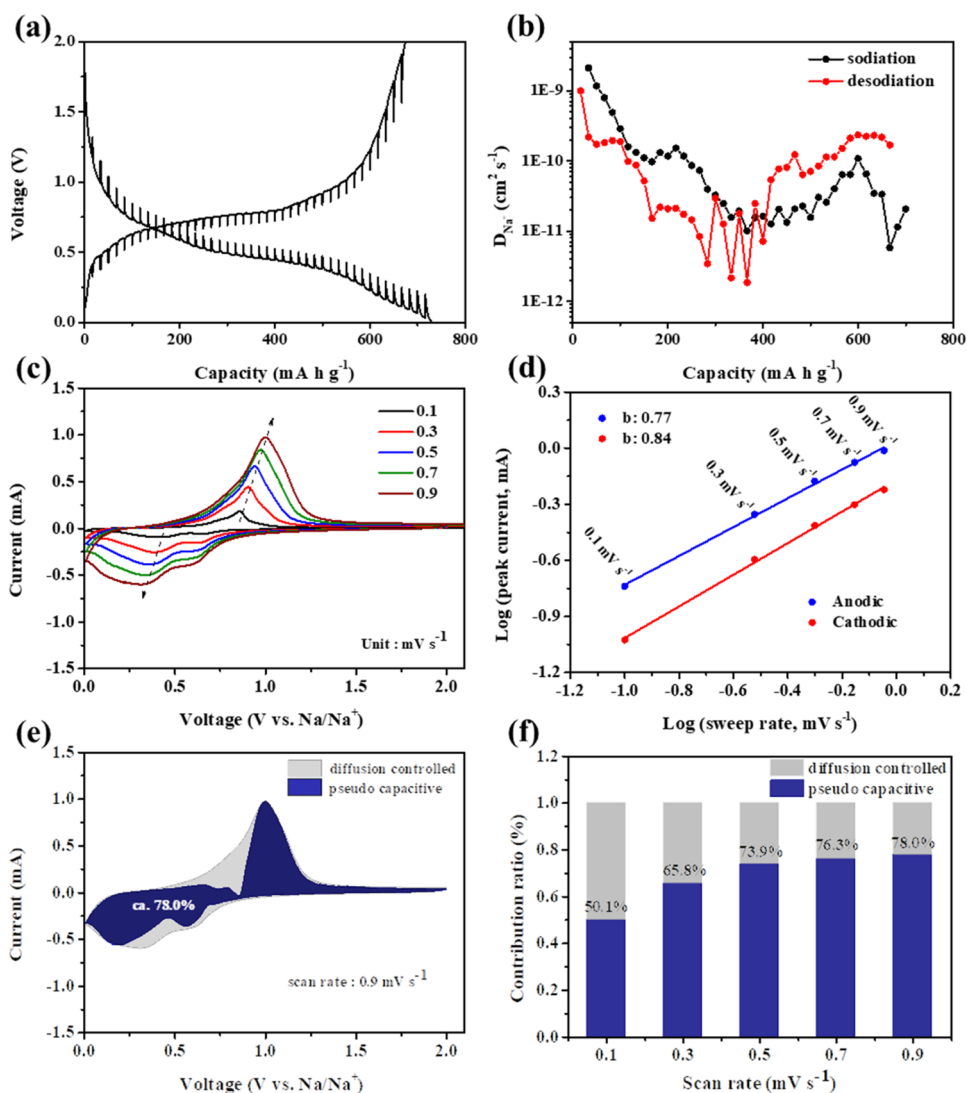 (a)
2.0
1.5
1.0
0.5
0.0
Voltage (V)
0 200 400 600 800
Capacity (mA h g⁻¹)
(b)
sodiation
desodiation
1E-9
1E-10
1E-11
1E-12
D_Na⁺ (cm² s⁻¹)
0 200 400 600 800
Capacity (mA h g⁻¹)
(c)
1.5
1.0
0.5
0.0
-0.5
-1.0
-1.5
Current (mA)
0.1
0.3
0.5
0.7
0.9
Unit : mV s⁻¹
0.0 0.5 1.0 1.5 2.0
Voltage (V vs. Na/Na⁺)
(d)
0.3
0.0
-0.3
-0.6
-0.9
-1.2
Log (peak current, mA)
b: 0.77
b: 0.84
0.1 mV s⁻¹
0.3 mV s⁻¹
0.5 mV s⁻¹
0.7 mV s⁻¹
0.9 mV s⁻¹
Anodic
Cathodic
-1.2 -1.0 -0.8 -0.6 -0.4 -0.2 0.0 0.2
Log (sweep rate, mV s⁻¹)
(e)
1.5
1.0
0.5
0.0
-0.5
-1.0
-1.5
Current (mA)
diffusion controlled
pseudo capacitive
ca. 78.0%
scan rate : 0.9 mV s⁻¹
0.0 0.5 1.0 1.5 2.0
Voltage (V vs. Na/Na⁺)
(f)
diffusion controlled
pseudo capacitive
1.2
1.0
0.8
0.6
0.4
0.2
0.0
Contribution ratio (%)
50.1%
65.8%
73.9%
76.3%
78.0%
0.1 0.3 0.5 0.7 0.9
Scan rate (mV s⁻¹)